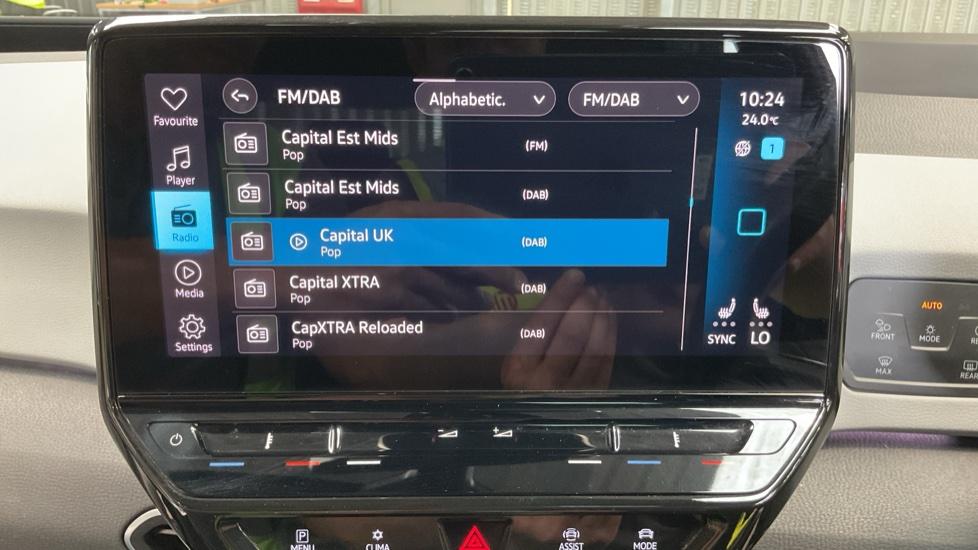 FM/DAB
Alphabetic.
FM/DAB
10:24
24.0°C
Favourite
Player
Radio
Media
Settings
Capital Est Mids
Pop
(FM)
Capital Est Mids
Pop
(DAB)
Capital UK
Pop
(DAB)
Capital XTRA
Pop
(DAB)
CapXTRA Reloaded
Pop
(DAB)
1
SYNC
LO
AUTO
FRONT
MODE
MAX
P
MENU
CLIMA
ASSIST
MODE